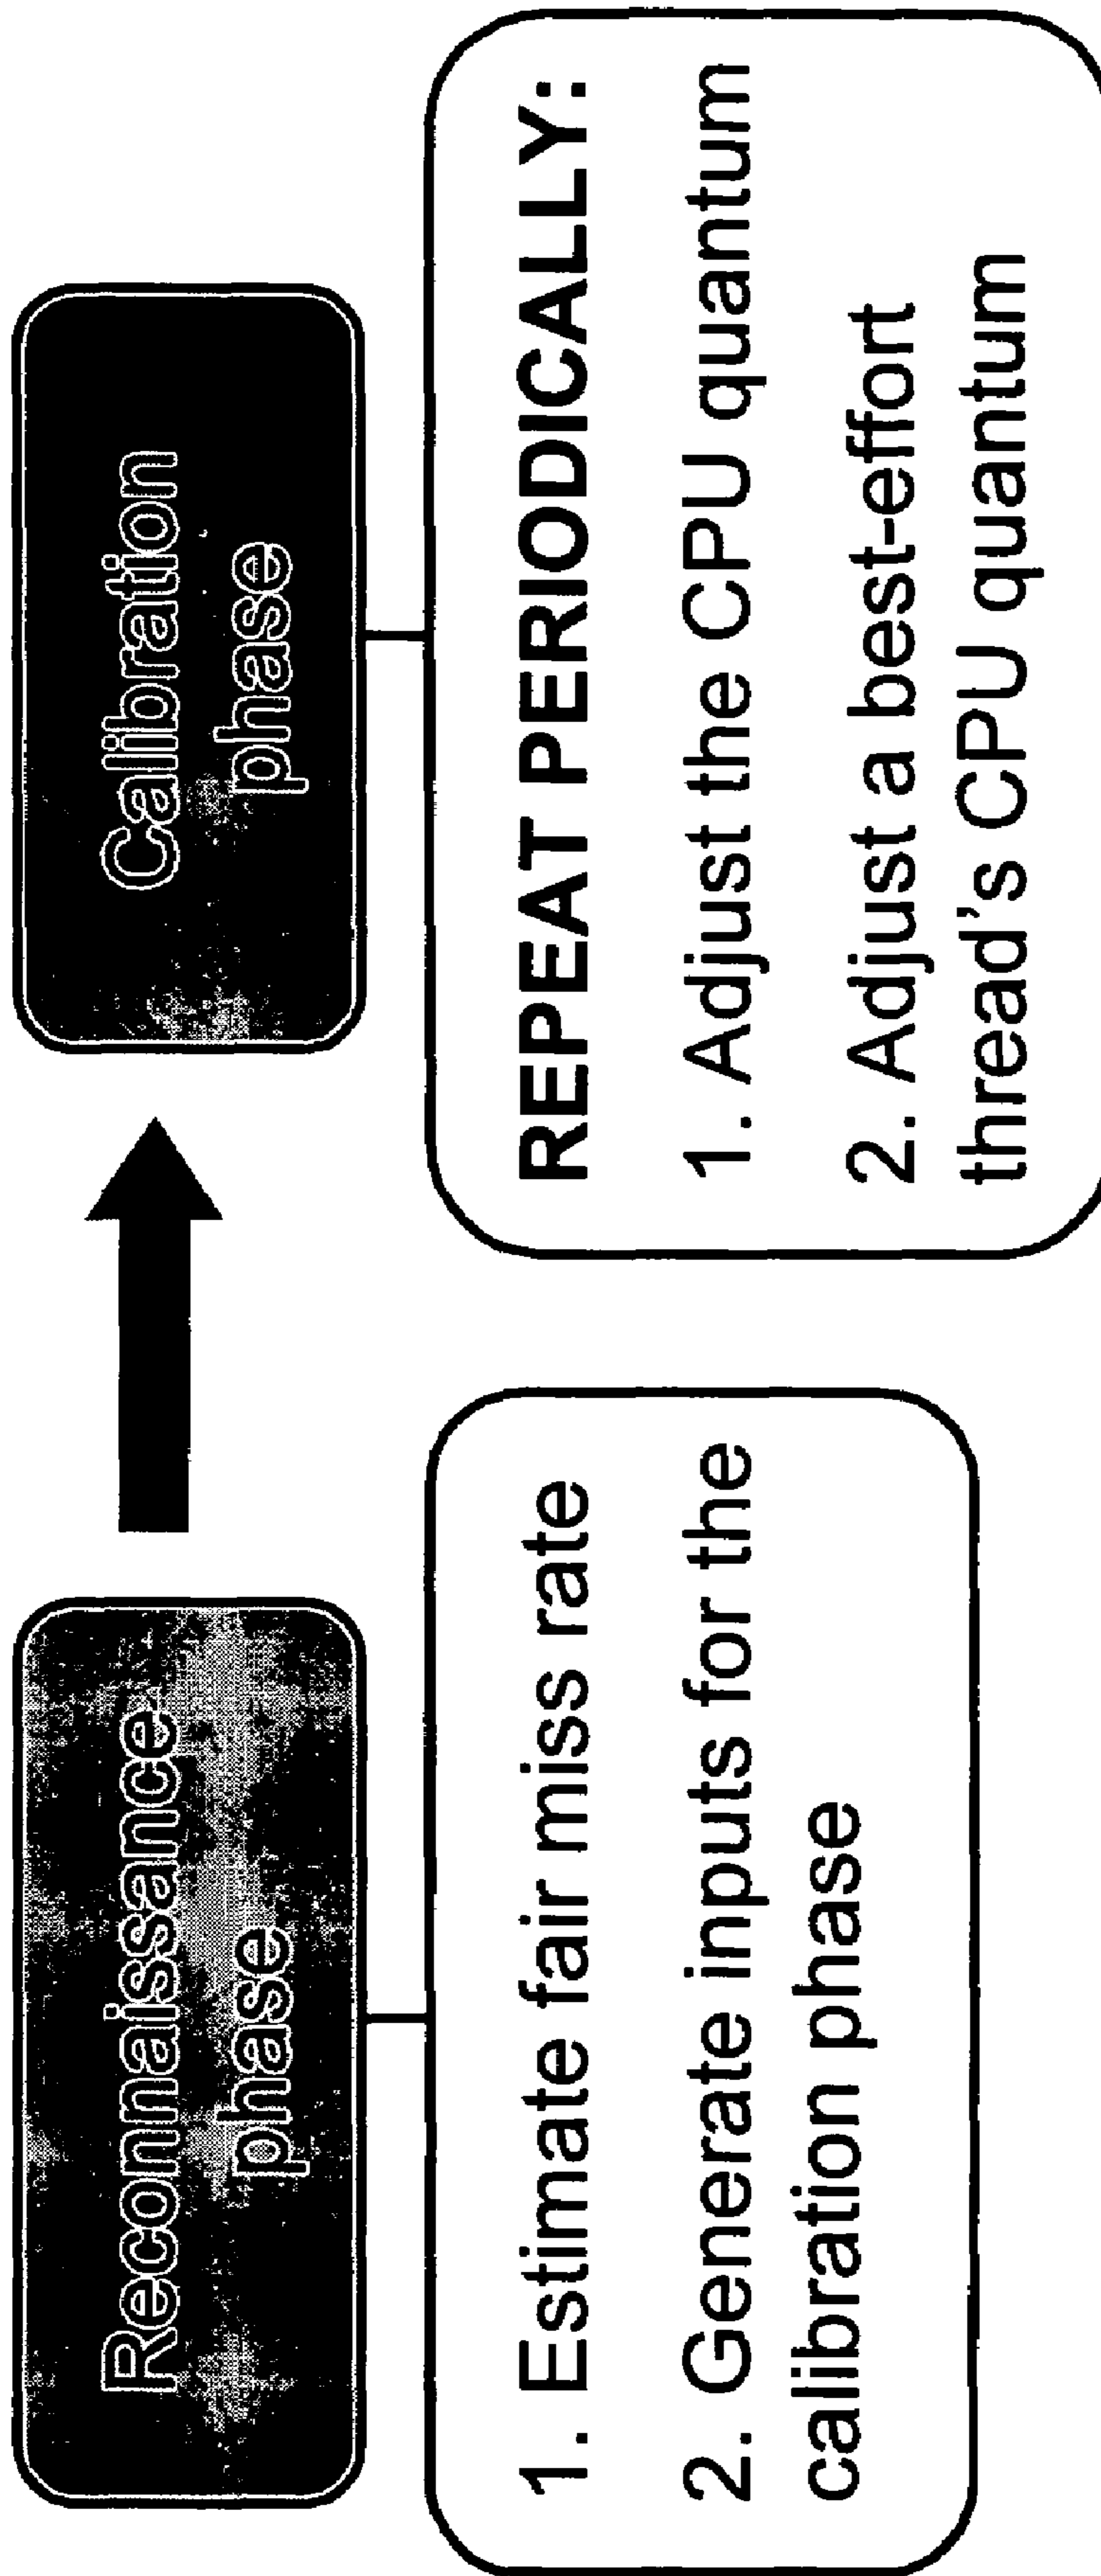 Reconnaissance
phase
1. Estimate fair miss rate
2. Generate inputs for the
calibration phase
Calibration
phase
REPEAT PERIODICALLY:
1. Adjust the CPU quantum
2. Adjust a best-effort
thread's CPU quantum